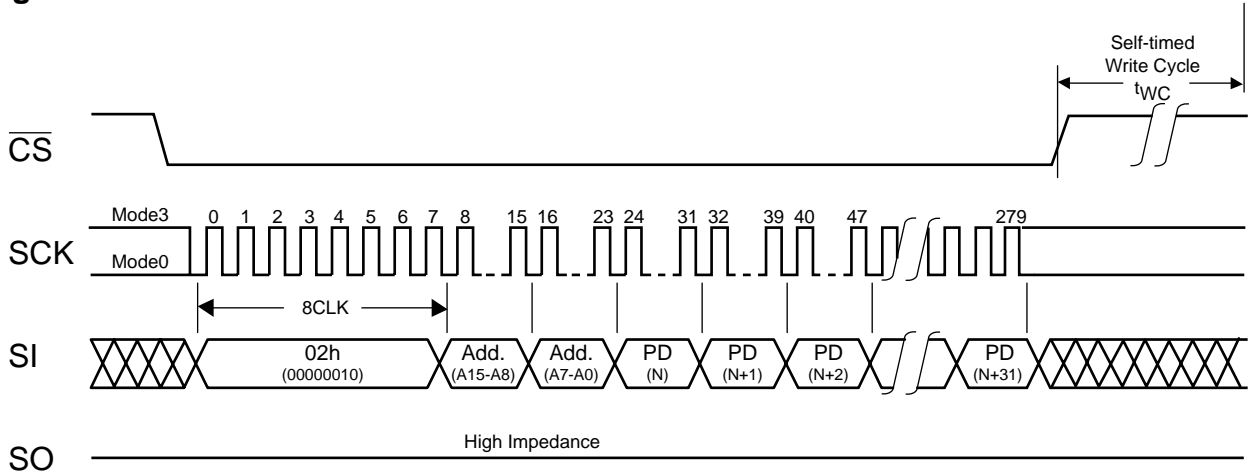 Self-timed
Write Cycle
tWC
CS
Mode3
0 1 2 3 4 5 6 7 8 15 16 23 24 31 32 39 40 47 279
SCK
Mode0
8CLK
SI
02h
(00000010)
Add.
(A15-A8)
Add.
(A7-A0)
PD
(N)
PD
(N+1)
PD
(N+2)
PD
(N+31)
High Impedance
SO